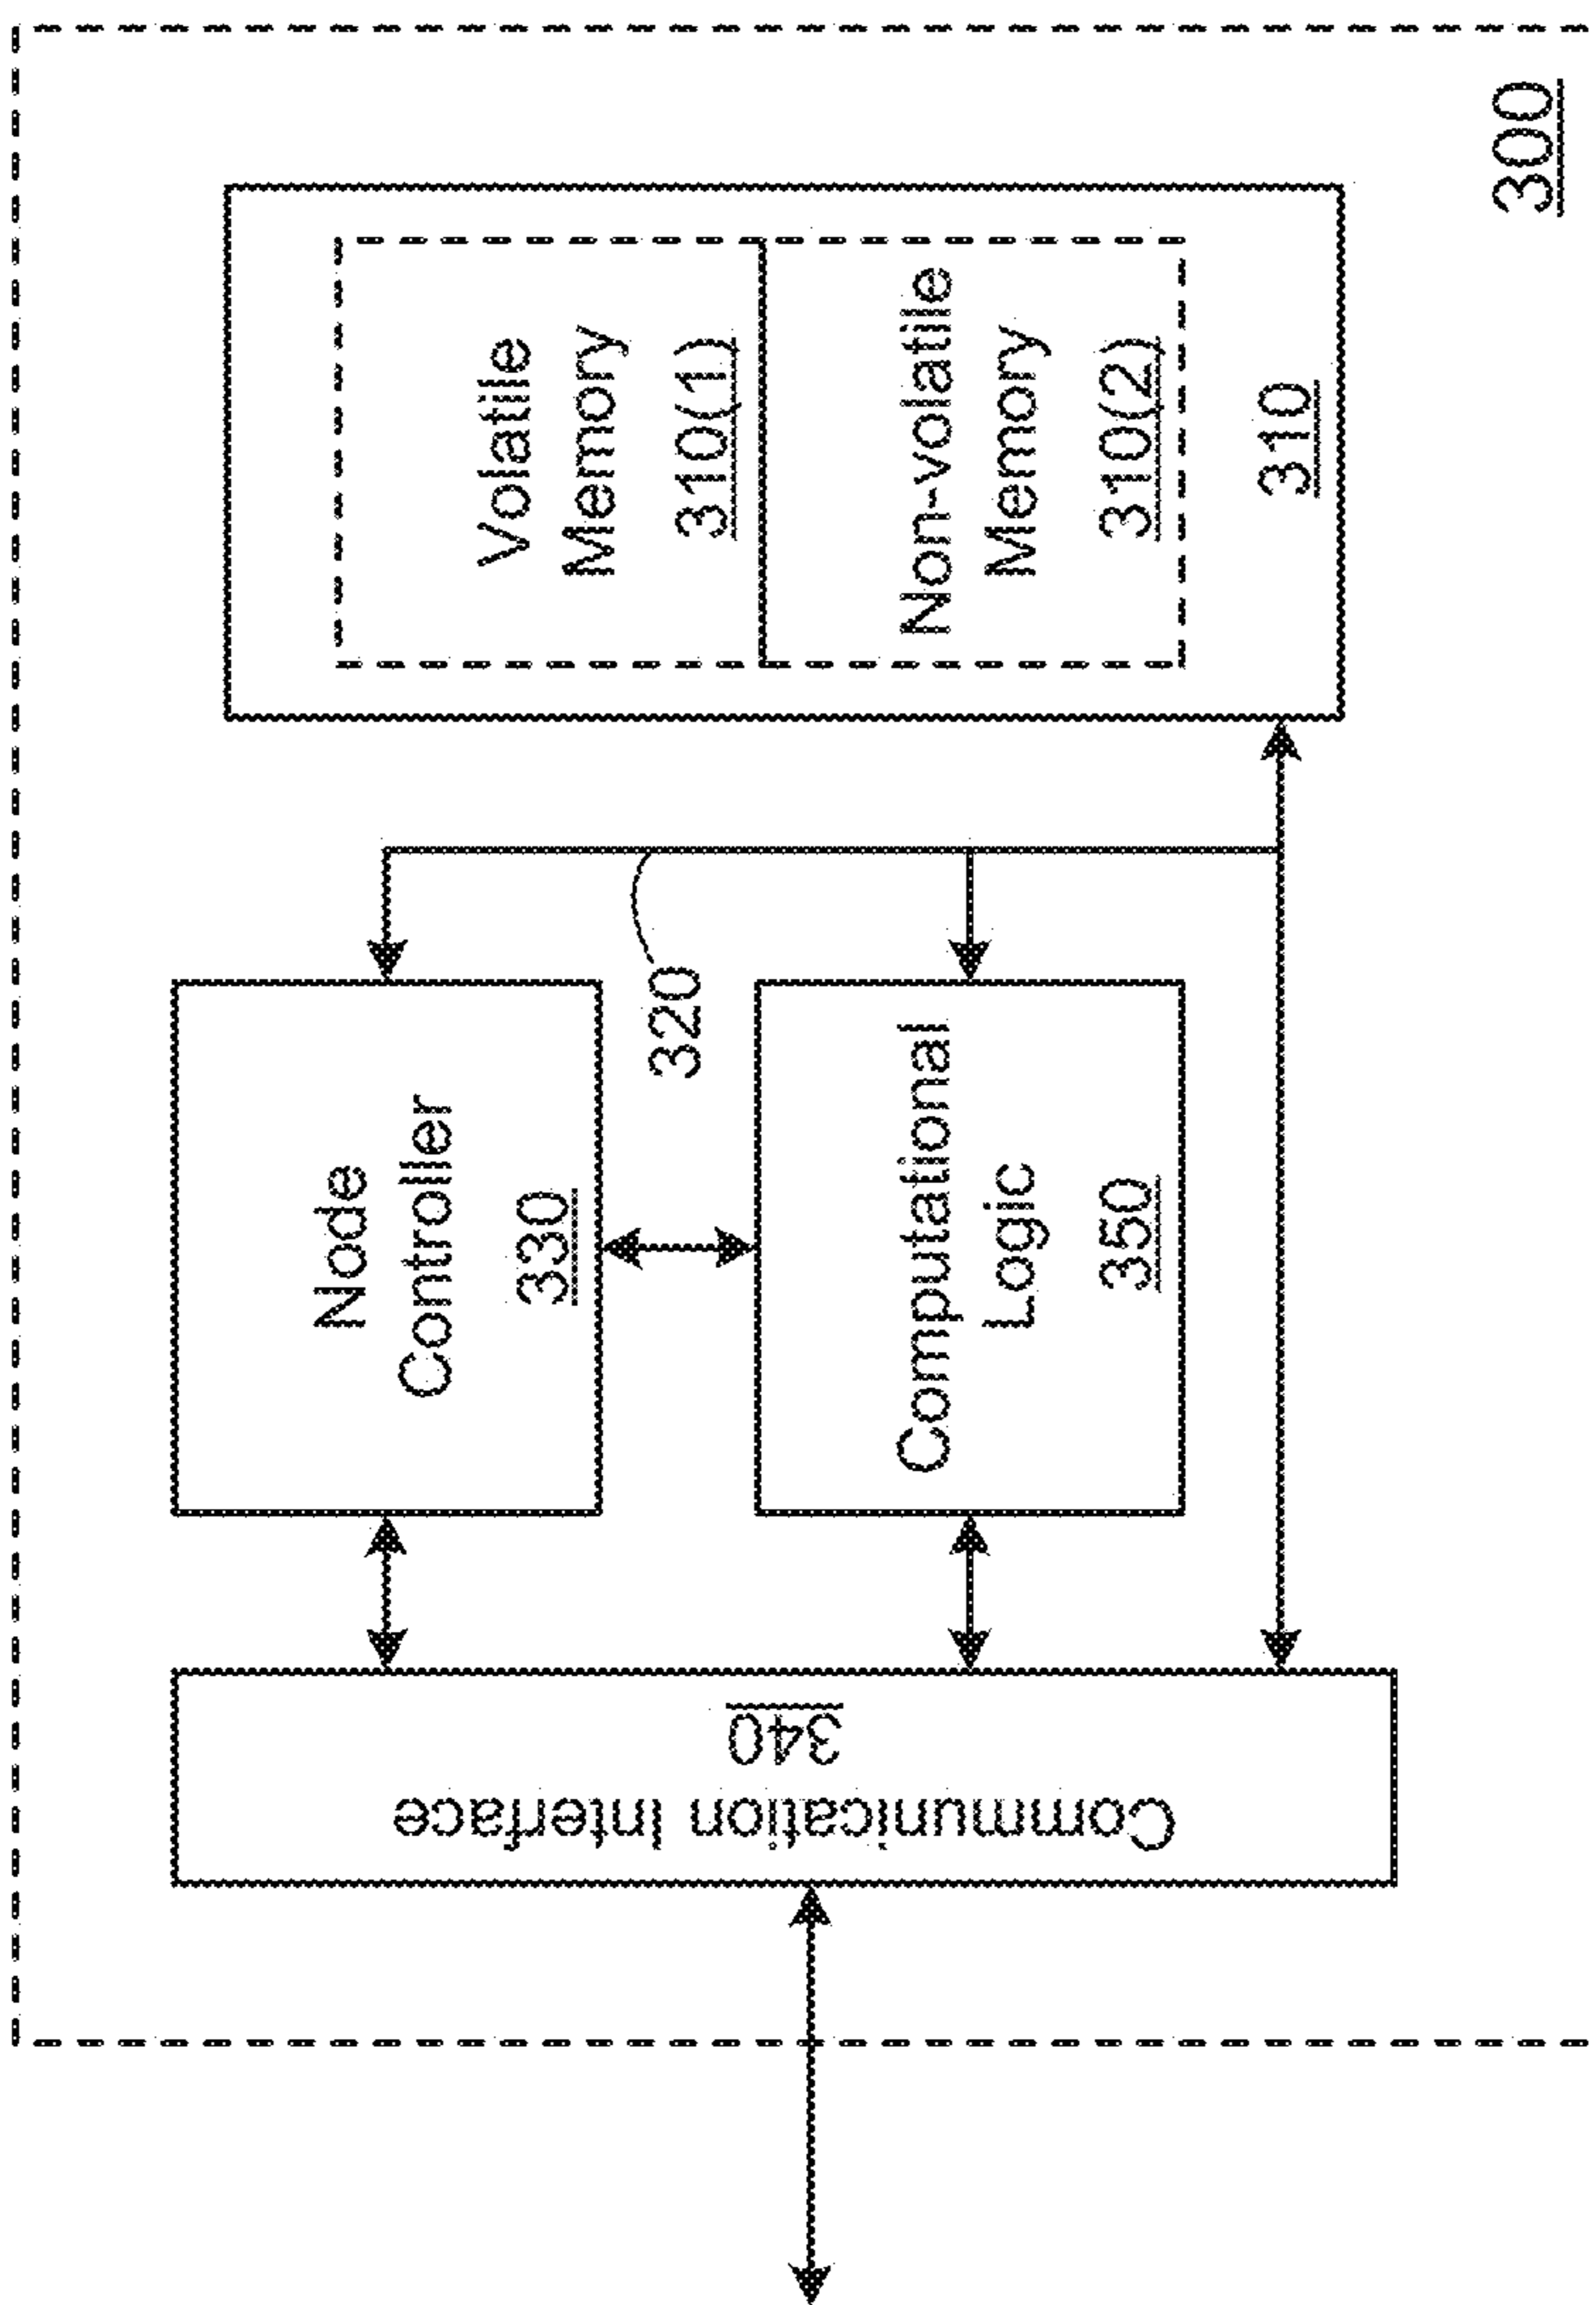 Communication Interface
340
Node
Controller
330
320
Computational
Logic
350
Volatile
Memory
310(1)
Non-volatile
Memory
310(2)
310
300